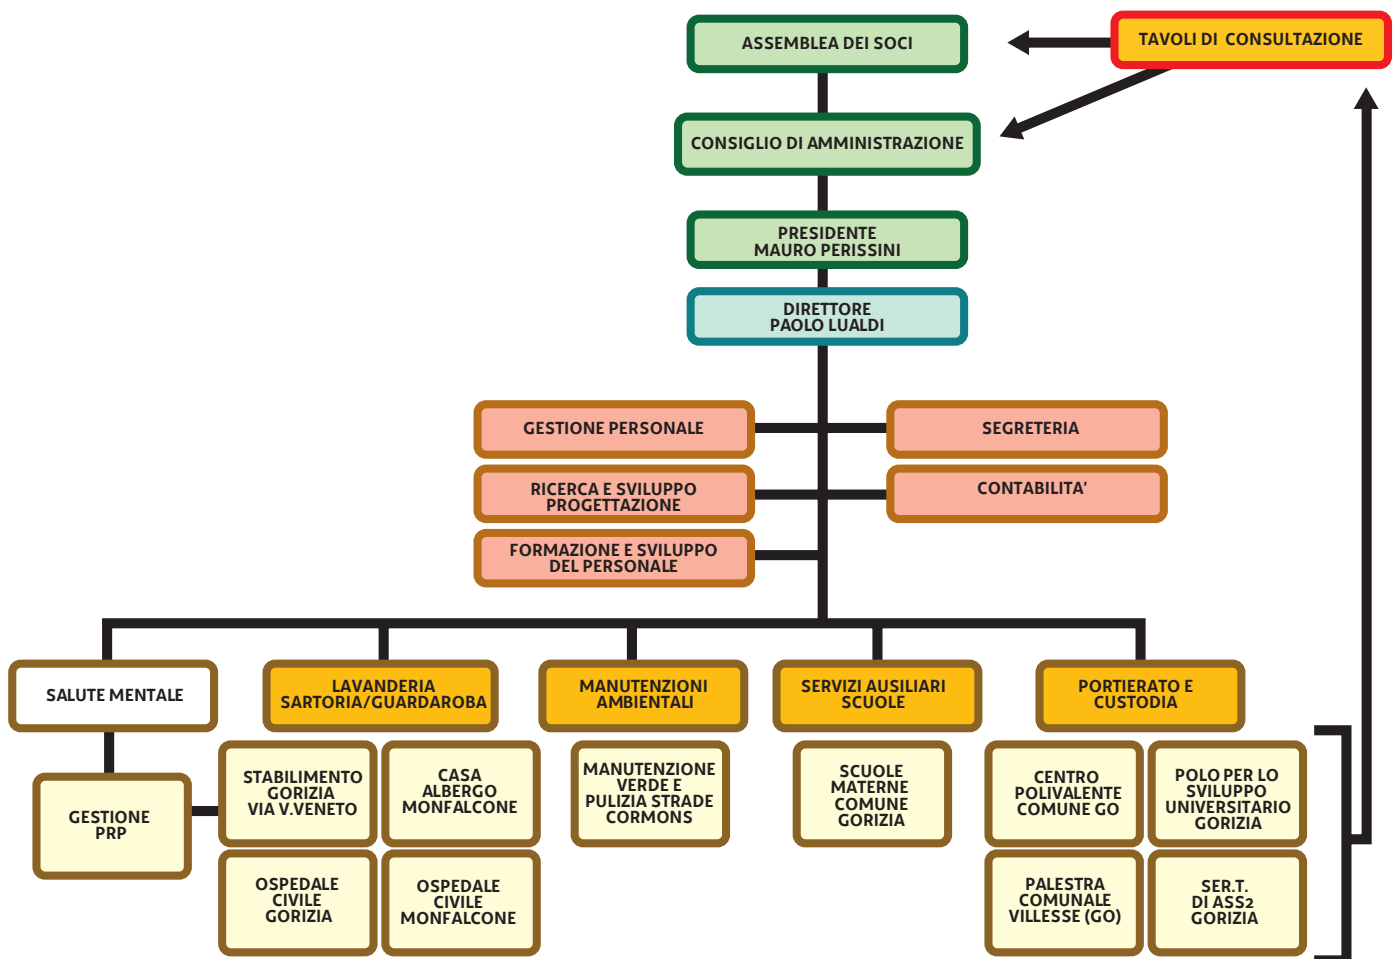 ASSEMBLEA DEI SOCI
TAVOLI DI CONSULTAZIONE
CONSIGLIO DI AMMINISTRAZIONE
PRESIDENTE
MAURO PERISSINI
DIRETTORE
PAOLO LUALDI
GESTIONE PERSONALE
SEGRETERIA
RICERCA E SVILUPPO
PROGETTAZIONE
CONTABILITA'
FORMAZIONE E SVILUPPO
DEL PERSONALE
SALUTE MENTALE
LAVANDERIA
SARTORIA/GUARDAROBA
MANUTENZIONI
AMBIENTALI
SERVIZI AUSILIARI
SCUOLE
PORTIERATO E
CUSTODIA
GESTIONE
PRP
STABILIMENTO
GORIZIA
VIA V.VENETO
CASA
ALBERGO
MONFALCONE
MANUTENZIONE
VERDE E
PULIZIA STRADE
CORMONS
SCUOLE
MATERNE
COMUNE
GORIZIA
CENTRO
POLIVALENTE
COMUNE GO
POLO PER LO
SVILUPPO
UNIVERSITARIO
GORIZIA
OSPEDALE
CIVILE
GORIZIA
OSPEDALE
CIVILE
MONFALCONE
PALESTRA
COMUNALE
VILLESSE (GO)
SER.T.
DI ASS2
GORIZIA